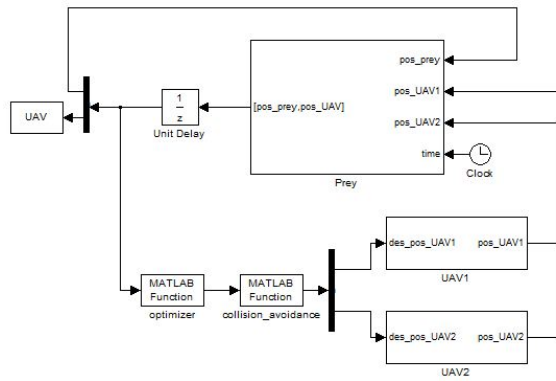 pos_prey
[pos_prey.pos_UAV]
pos_UAV1
pos_UAV2
time
Prey
Clock
UAV
1
z
Unit Delay
MATLAB
Function
optimizer
MATLAB
Function
collision_avoidance
des_pos_UAV1
pos_UAV1
UAV1
des_pos_UAV2
pos_UAV2
UAV2